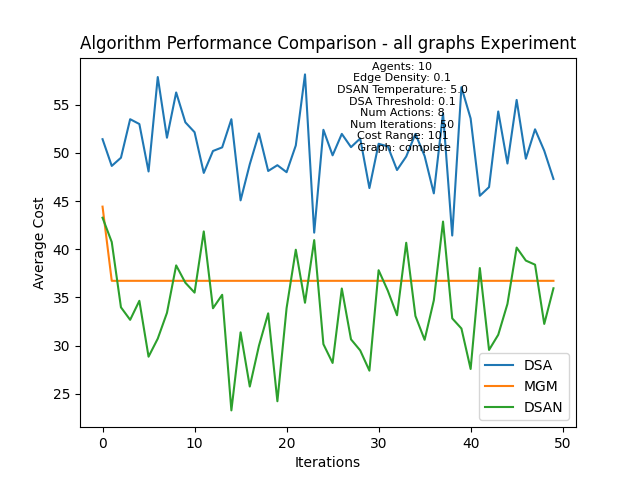 Algorithm Performance Comparison - all graphs Experiment
Agents: 10
Edge Density: 0.1
DSAN Temperature: 5.0
DSA Threshold: 0.1
Num Actions: 8
Num Iterations: 50
Cost Range: 101
Graph: complete
Average Cost
55
50
45
40
35
30
25
0
10
20
30
40
50
Iterations
DSA
MGM
DSAN